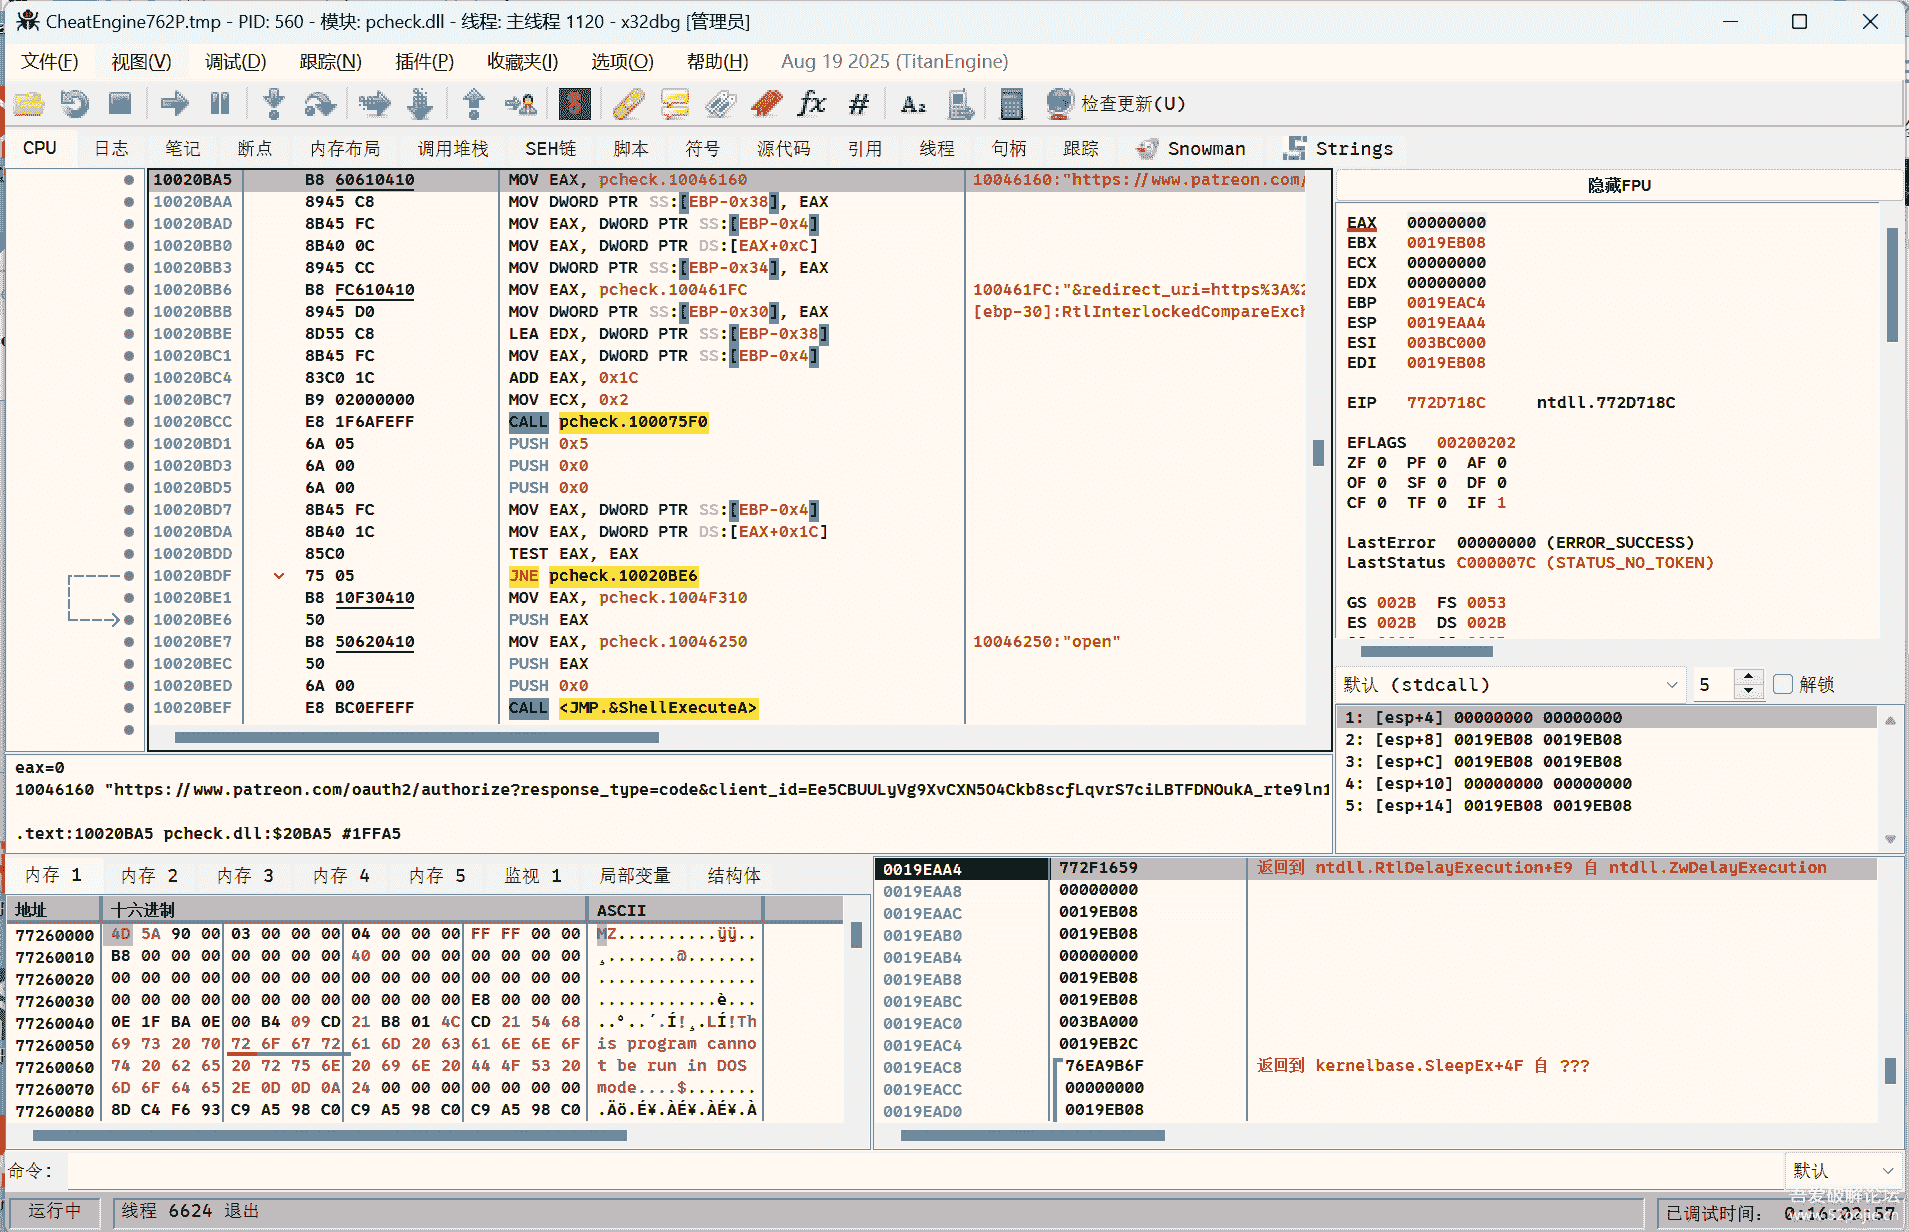 CheatEngine762P.tmp - PID: 560 - 模块: pcheck.dll - 线程: 主线程 1120 - x32dbg [管理员]
文件(F) 视图(V) 调试(D) 跟踪(N) 插件(P) 收藏夹(I) 选项(O) 帮助(H) Aug 19 2025 (TitanEngine)
fx # A₂ 检查更新(U)
CPU 日志 笔记 断点 内存布局 调用堆栈 SEH链 脚本 符号 源代码 引用 线程 句柄 跟踪 Snowman Strings
10020BA5 B8 60610410 MOV EAX, pcheck.10046160 10046160:"https://www.patreon.com/
10020BAA 8945 C8 MOV DWORD PTR SS:[EBP-0x38], EAX
10020BAD 8B45 FC MOV EAX, DWORD PTR SS:[EBP-0x4]
10020BB0 8B40 0C MOV EAX, DWORD PTR DS:[EAX+0xC]
10020BB3 8945 CC MOV DWORD PTR SS:[EBP-0x34], EAX
10020BB6 B8 FC610410 MOV EAX, pcheck.100461FC 100461FC:"&redirect_uri=https%3A%2
10020BBB 8945 D0 MOV DWORD PTR SS:[EBP-0x30], EAX [ebp-30]:RtlInterlockedCompareExch
10020BBE 8D55 C8 LEA EDX, DWORD PTR SS:[EBP-0x38]
10020BC1 8B45 FC MOV EAX, DWORD PTR SS:[EBP-0x4]
10020BC4 83C0 1C ADD EAX, 0x1C
10020BC7 B9 02000000 MOV ECX, 0x2
10020BCC E8 1F6AFEFF CALL pcheck.100075F0
10020BD1 6A 05 PUSH 0x5
10020BD3 6A 00 PUSH 0x0
10020BD5 6A 00 PUSH 0x0
10020BD7 8B45 FC MOV EAX, DWORD PTR SS:[EBP-0x4]
10020BDA 8B40 1C MOV EAX, DWORD PTR DS:[EAX+0x1C]
10020BDD 85C0 TEST EAX, EAX
10020BDF 75 05 JNE pcheck.10020BE6
10020BE1 B8 10F30410 MOV EAX, pcheck.1004F310
10020BE6 50 PUSH EAX
10020BE7 B8 50620410 MOV EAX, pcheck.10046250 10046250:"open"
10020BEC 50 PUSH EAX
10020BED 6A 00 PUSH 0x0
10020BEF E8 BC0EFEFF CALL <JMP.&ShellExecuteA>
隐藏FPU
EAX 00000000
EBX 0019EB08
ECX 00000000
EDX 00000000
EBP 0019EAC4
ESP 0019EAA4
ESI 003BC000
EDI 0019EB08
EIP 772D718C ntdll.772D718C
EFLAGS 00200202
ZF 0 PF 0 AF 0
OF 0 SF 0 DF 0
CF 0 TF 0 IF 1
LastError 00000000 (ERROR_SUCCESS)
LastStatus C000007C (STATUS_NO_TOKEN)
GS 002B FS 0053
ES 002B DS 002B
默认 (stdcall) 5 解锁
1: [esp+4] 00000000 00000000
2: [esp+8] 0019EB08 0019EB08
3: [esp+C] 0019EB08 0019EB08
4: [esp+10] 00000000 00000000
5: [esp+14] 0019EB08 0019EB08
eax=0
10046160 "https://www.patreon.com/oauth2/authorize?response_type=code&client_id=Ee5CBUULyVg9XvCXN5O4Ckb8scfLqvrS7ciLBTFDNOukA_rte9ln1
.text:10020BA5 pcheck.dll:$20BA5 #1FFA5
内存 1 内存 2 内存 3 内存 4 内存 5 监视 1 局部变量 结构体
地址 十六进制 ASCII
77260000 4D 5A 90 00 03 00 00 00 04 00 00 00 FF FF 00 00 MZ..........ÿÿ..
77260010 B8 00 00 00 00 00 00 00 40 00 00 00 00 00 00 00 ¸.......@.......
77260020 00 00 00 00 00 00 00 00 00 00 00 00 00 00 00 00 ................
77260030 00 00 00 00 00 00 00 00 00 00 00 00 E8 00 00 00 ............è...
77260040 0E 1F BA 0E 00 B4 09 CD 21 B8 01 4C CD 21 54 68 ..º..´.Í!¸.LÍ!Th
77260050 69 73 20 70 72 6F 67 72 61 6D 20 63 61 6E 6E 6F is program canno
77260060 74 20 62 65 20 72 75 6E 20 69 6E 20 44 4F 53 20 t be run in DOS
77260070 6D 6F 64 65 2E 0D 0D 0A 24 00 00 00 00 00 00 00 mode....$.......
77260080 8D C4 F6 93 C9 A5 98 C0 C9 A5 98 C0 C9 A5 98 C0 .Äö.É¥.ÀÉ¥.ÀÉ¥.À
0019EAA4 772F1659 返回到 ntdll.RtlDelayExecution+E9 自 ntdll.ZwDelayExecution
0019EAA8 00000000
0019EAAC 0019EB08
0019EAB0 0019EB08
0019EAB4 00000000
0019EAB8 0019EB08
0019EABC 0019EB08
0019EAC0 003BA000
0019EAC4 0019EB2C
0019EAC8 76EA9B6F 返回到 kernelbase.SleepEx+4F 自 ???
0019EACC 00000000
0019EAD0 0019EB08
命令: 默认
吾爱破解论坛
运行中 线程 6624 退出 已调试时间: 0:16:02:57